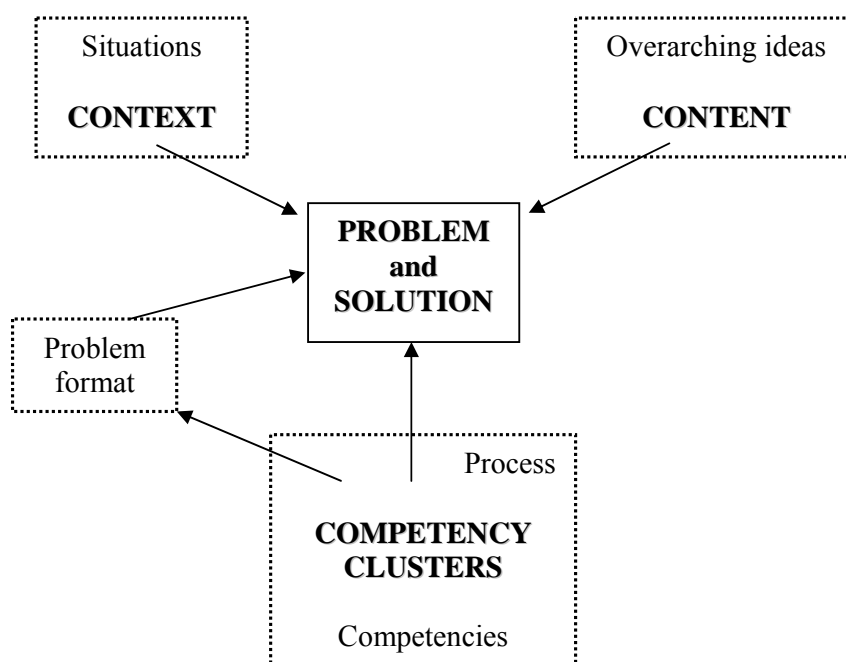 Situations
CONTEXT
Overarching ideas
CONTENT
PROBLEM
and
SOLUTION
Problem
format
Process
COMPETENCY
CLUSTERS
Competencies